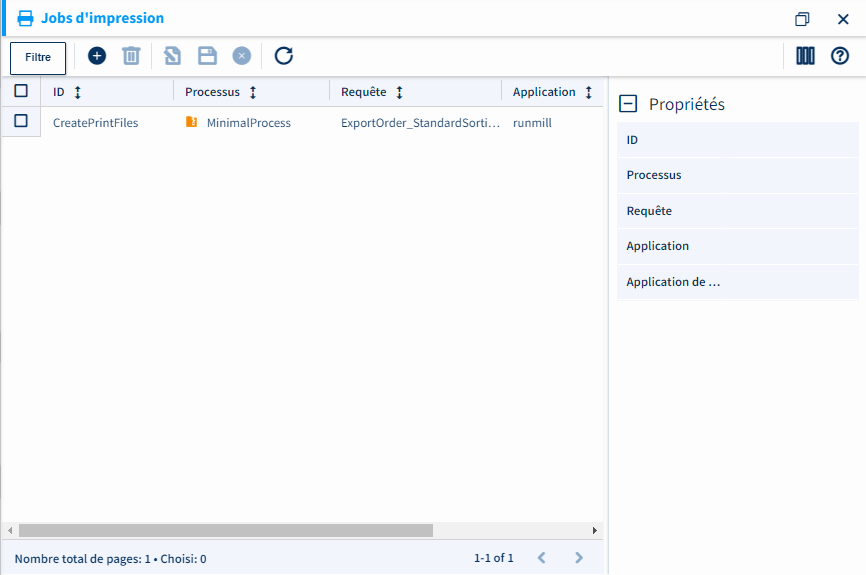 Jobs d'impression
Filtre
ID Processus Requête Application
CreatePrintFiles MinimalProcess ExportOrder_StandardSorti... runmill
Propriétés
ID
Processus
Requête
Application
Application de ...
Nombre total de pages: 1 • Choisi: 0
1-1 of 1